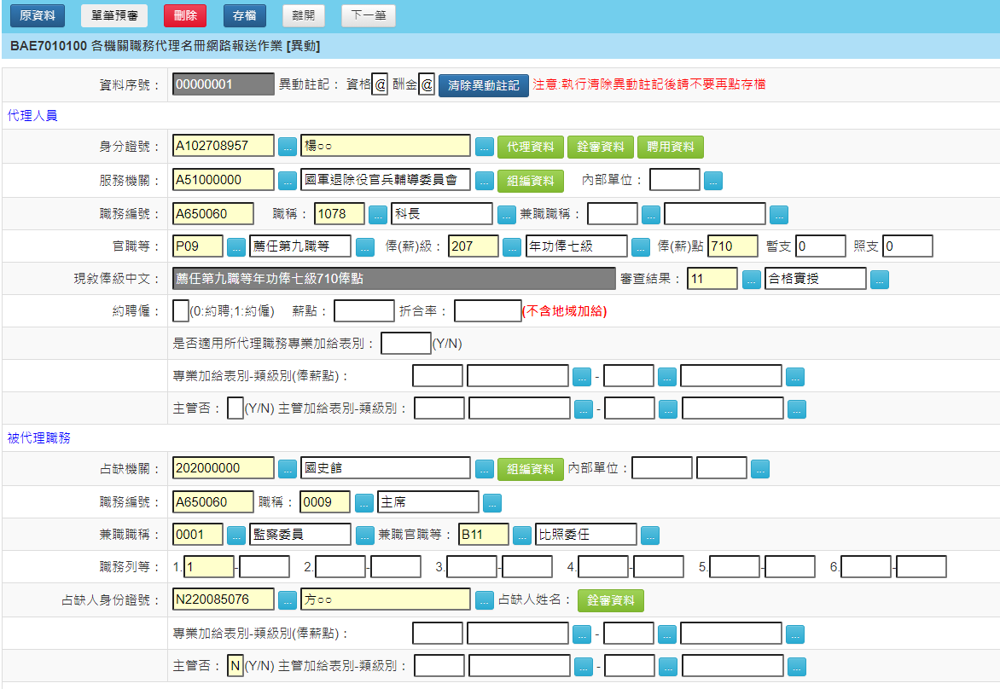 原資料 單筆預審 刪除 存檔 離開 下一筆
BAE7010100 各機關職務代理名冊網路報送作業 [異動]
資料序號： 00000001 異動註記： 資格 @ 酬金 @ 清除異動註記 注意:執行清除異動註記後請不要再點存檔
代理人員
身分證號： A102708957 ... 楊○○ ... 代理資料 銓審資料 聘用資料
服務機關： A51000000 ... 國軍退除役官兵輔導委員會 ... 組編資料 內部單位： ...
職務編號： A650060 職稱： 1078 ... 科長 ... 兼職職稱： ... ...
官職等： P09 ... 薦任第九職等 ... 俸(薪)級： 207 ... 年功俸七級 ... 俸(薪)點 710 暫支 0 照支 0
現敘俸級中文： 薦任第九職等年功俸七級710俸點 審查結果： 11 ... 合格實授 ...
約聘僱： (0:約聘;1:約僱) 薪點： 折合率： (不含地域加給)
是否適用所代理職務專業加給表別： (Y/N)
專業加給表別-類級別(俸薪點)： ... - ... ...
主管否： (Y/N) 主管加給表別-類級別： ... - ... ...
被代理職務
占缺機關： 202000000 ... 國史館 ... 組編資料 內部單位： ...
職務編號： A650060 職稱： 0009 ... 主席 ...
兼職職稱： 0001 ... 監察委員 ... 兼職官職等： B11 ... 比照委任 ...
職務列等： 1. 1 - 2. - 3. - 4. - 5. - 6. -
占缺人身份證號： N220085076 ... 方○○ ... 占缺人姓名： 銓審資料
專業加給表別-類級別(俸薪點)： ... - ... ...
主管否： N (Y/N) 主管加給表別-類級別： ... - ... ...